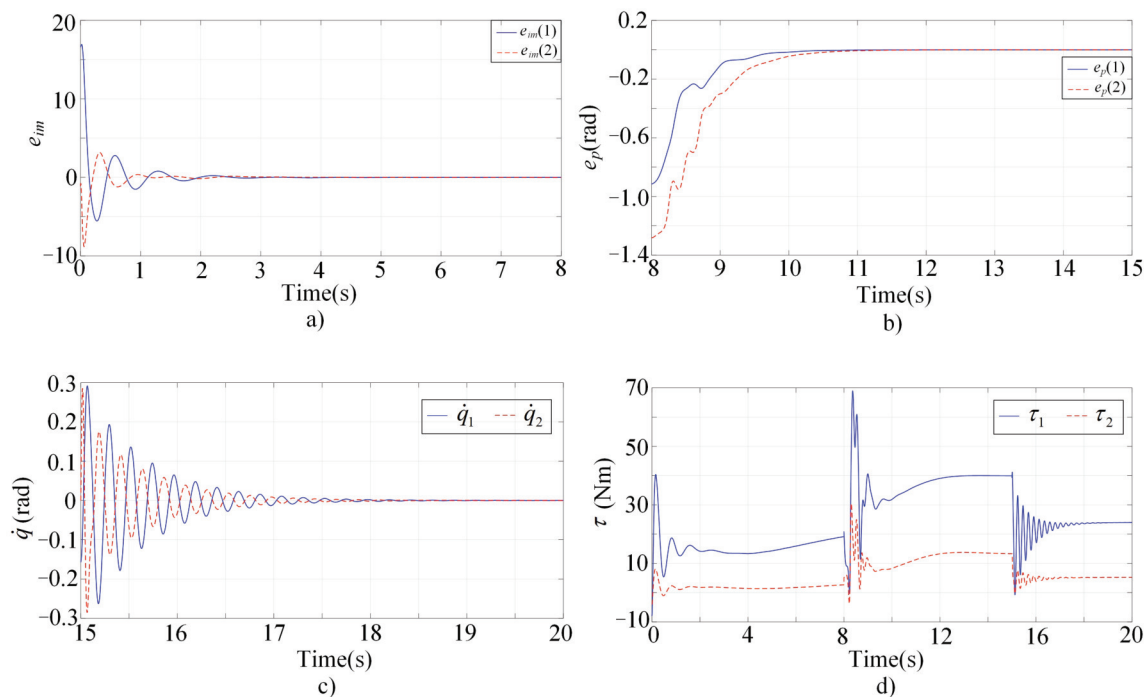 20
10
0
−10
e_im
e_im(1)
e_im(2)
0 1 2 3 4 5 6 7 8
Time(s)
a)
0.2
−0.2
−0.6
−1.0
−1.4
e_p(rad)
e_p(1)
e_p(2)
8 9 10 11 12 13 14 15
Time(s)
b)
0.3
0.2
0.1
0
−0.1
−0.2
−0.3
q̇ (rad)
q̇₁ q̇₂
15 16 17 18 19 20
Time(s)
c)
70
50
30
10
−10
τ (Nm)
τ₁ τ₂
0 4 8 12 16 20
Time(s)
d)